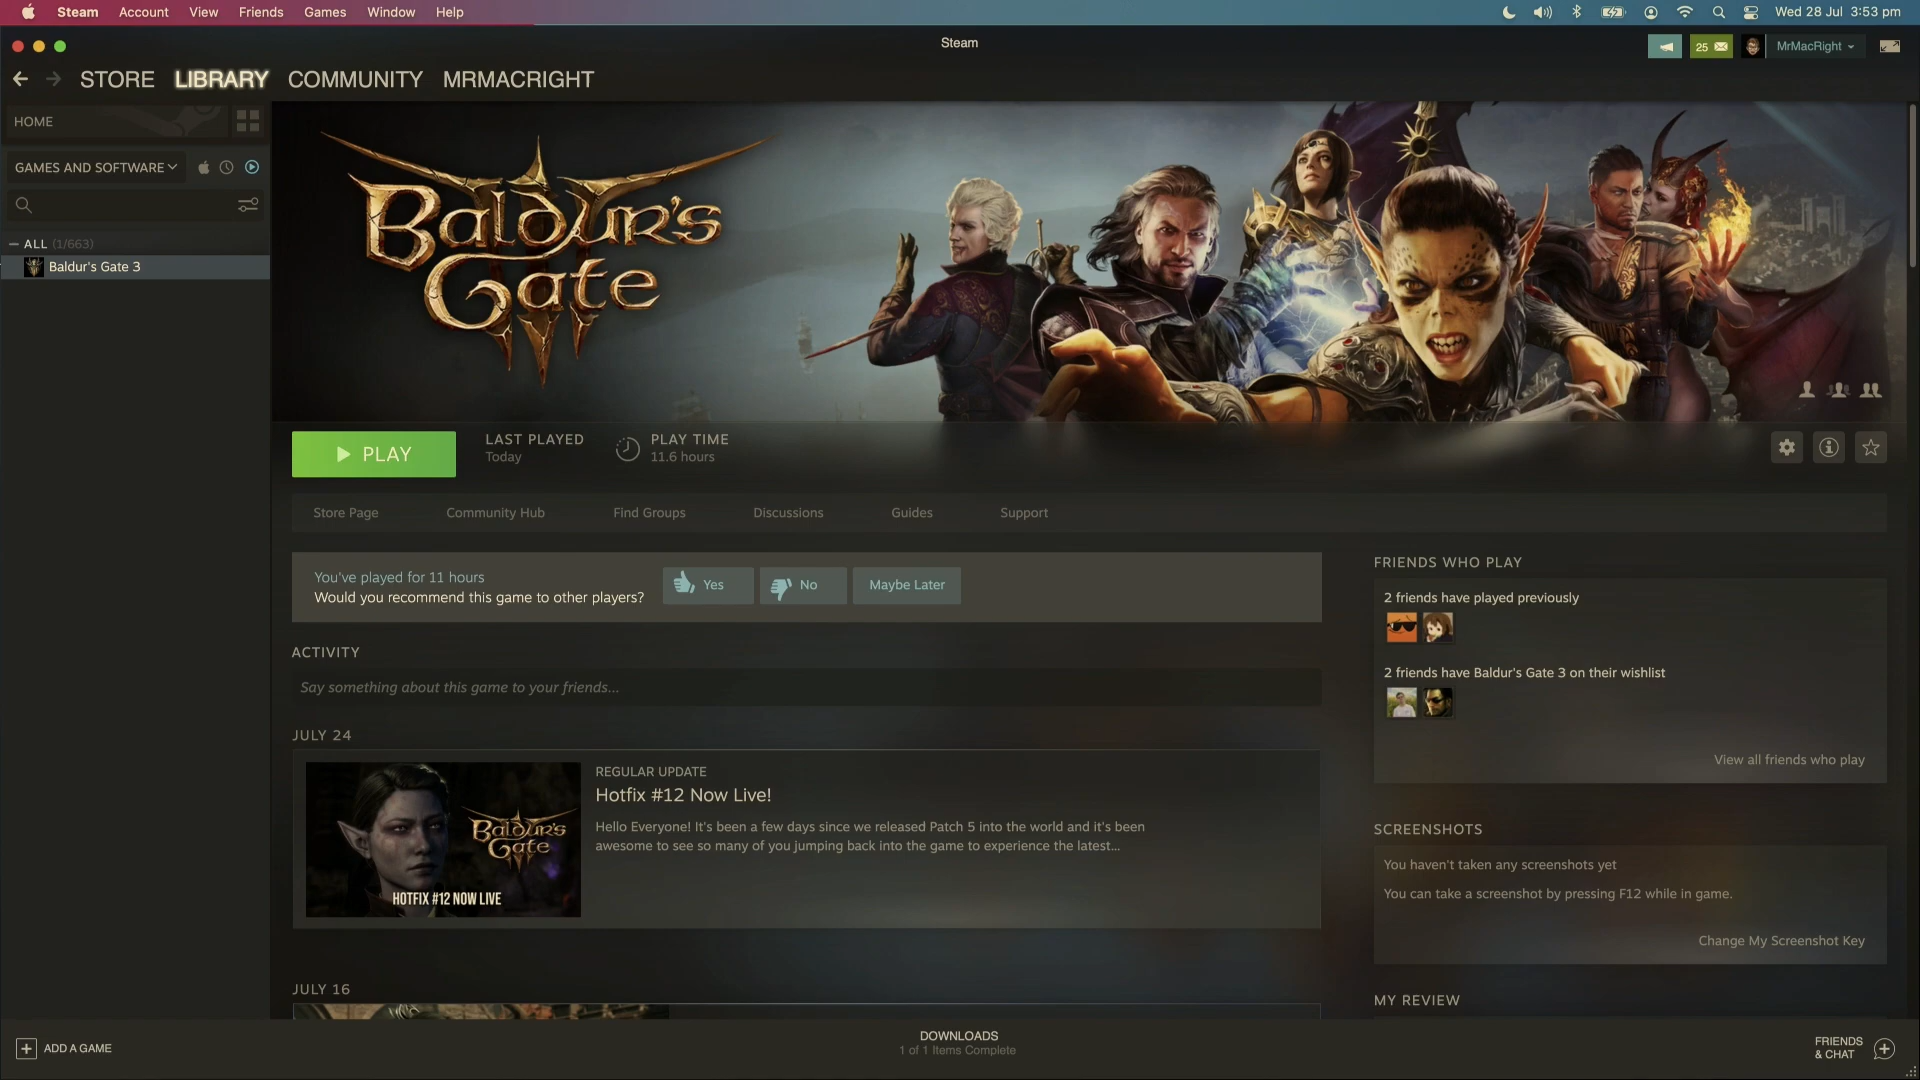 Steam Account View Friends Games Window Help
Wed 28 Jul 3:53 pm
Steam
25
MrMacRight
STORE LIBRARY COMMUNITY MRMACRIGHT
HOME
GAMES AND SOFTWARE
ALL (1/663)
Baldur's Gate 3
Baldur's
Gate
PLAY
LAST PLAYED
Today
PLAY TIME
11.6 hours
Store Page Community Hub Find Groups Discussions Guides Support
You've played for 11 hours
Would you recommend this game to other players?
Yes No Maybe Later
ACTIVITY
Say something about this game to your friends...
JULY 24
Baldur's
Gate
HOTFIX #12 NOW LIVE
REGULAR UPDATE
Hotfix #12 Now Live!
Hello Everyone! It's been a few days since we released Patch 5 into the world and it's been
awesome to see so many of you jumping back into the game to experience the latest...
JULY 16
FRIENDS WHO PLAY
2 friends have played previously
2 friends have Baldur's Gate 3 on their wishlist
View all friends who play
SCREENSHOTS
You haven't taken any screenshots yet
You can take a screenshot by pressing F12 while in game.
Change My Screenshot Key
MY REVIEW
ADD A GAME
DOWNLOADS
1 of 1 Items Complete
FRIENDS
& CHAT